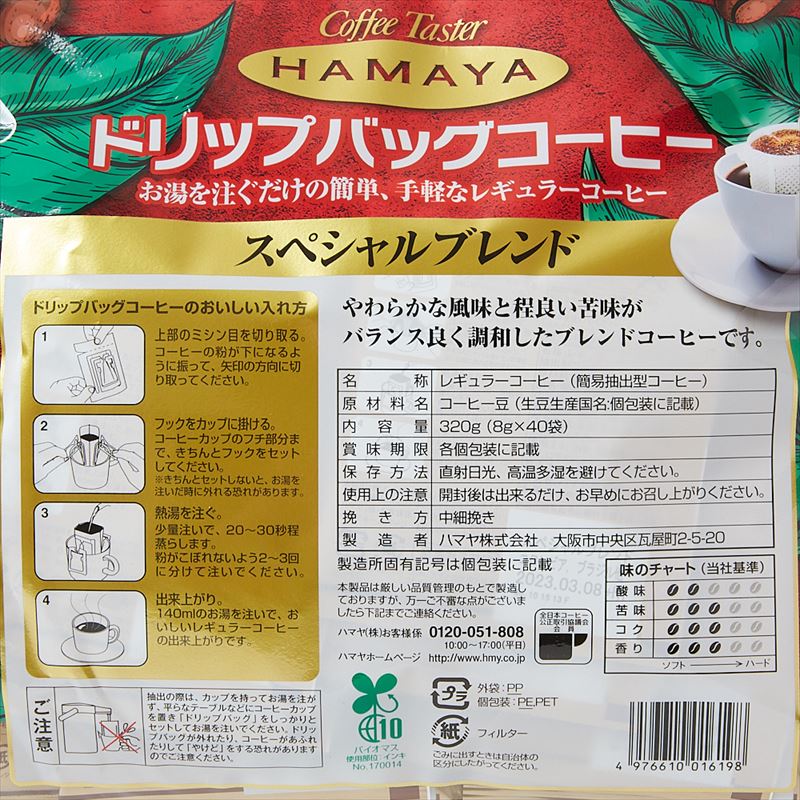 Coffee Taster
HAMAYA
ドリップバッグコーヒー
お湯を注ぐだけの簡単、手軽なレギュラーコーヒー
スペシャルブレンド
ドリップバッグコーヒーのおいしい入れ方
1
上部のミシン目を切り取る。
コーヒーの粉が下になるよ
うに振って、矢印の方向に切
り取ってください。
2
フックをカップに掛ける。
コーヒーカップのフチ部分ま
で、きちんとフックをセット
してください。
※きちんとセットしないと、お湯を
注いだ時に外れる恐れがあります。
3
熱湯を注ぐ。
少量注いで、20〜30秒程
蒸らします。
粉がこぼれないよう2〜3回
に分けて注いでください。
4
出来上がり。
140mlのお湯を注いで、お
いしいレギュラーコーヒー
の出来上がりです。
ご注意
抽出の際は、カップを持ってお湯を注が
ず、平らなテーブルなどにコーヒーカップ
を置き「ドリップバッグ」をしっかりと
セットしてお湯を注いでください。ドリッ
プバッグが外れたり、コーヒーがあふれ
たりして「やけど」をする恐れがあります
のでご注意ください。
やわらかな風味と程良い苦味が
バランス良く調和したブレンドコーヒーです。
名称 レギュラーコーヒー（簡易抽出型コーヒー）
原材料名 コーヒー豆（生豆生産国名:個包装に記載）
内容量 320g（8g×40袋）
賞味期限 各個包装に記載
保存方法 直射日光、高温多湿を避けてください。
使用上の注意 開封後は出来るだけ、お早めにお召し上がりください。
挽き方 中細挽き
製造者 ハマヤ株式会社 大阪市中央区瓦屋町2-5-20
製造所固有記号は個包装に記載
2023.03.08
本製品は厳しい品質管理のもとで製造し
ておりますが、万一ご不審な点がございま
したら下記までご連絡ください。
ハマヤ(株)お客様係 0120-051-808
10:00〜17:00(平日)
ハマヤホームページ http://www.hmy.co.jp
全日本コーヒー
公正取引協議会
会員
味のチャート（当社基準）
酸味
苦味
コク
香り
ソフト ハード
10
バイオマス
使用部位:インキ
No.170014
プラ
外袋:PP
個包装:PE,PET
紙
フィルター
ごみに出すときは自治体の
区分にしたがってください。
4 976610 016198